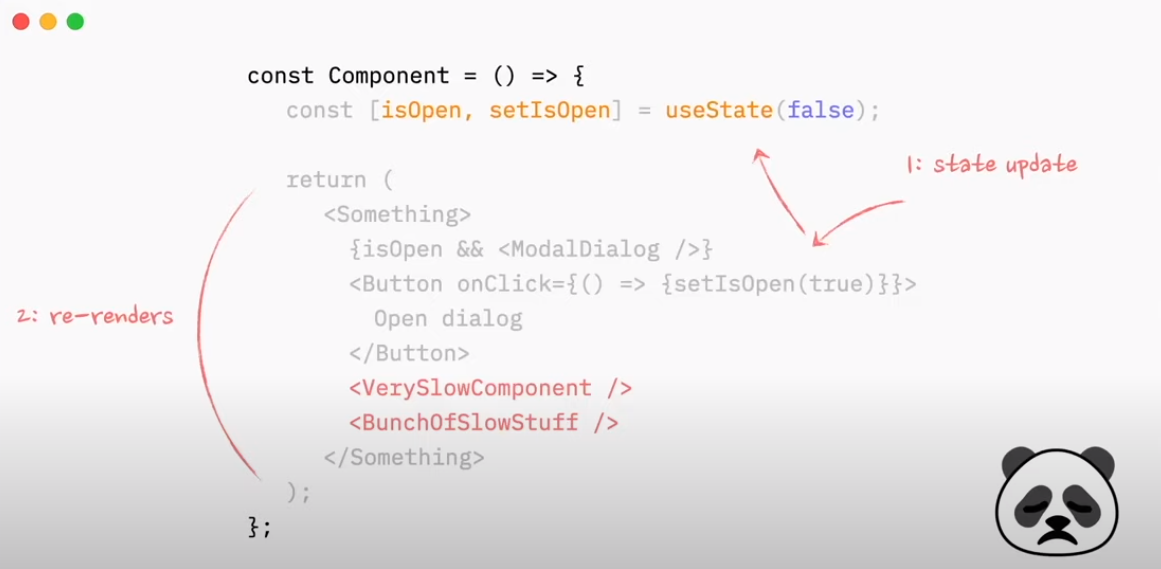 const Component = () => {
const [isOpen, setIsOpen] = useState(false);
1: state update
return (
<Something>
{isOpen && <ModalDialog />}
<Button onClick={() => {setIsOpen(true)}}>
2: re-renders
Open dialog
</Button>
<VerySlowComponent />
<BunchOfSlowStuff />
</Something>
);
};